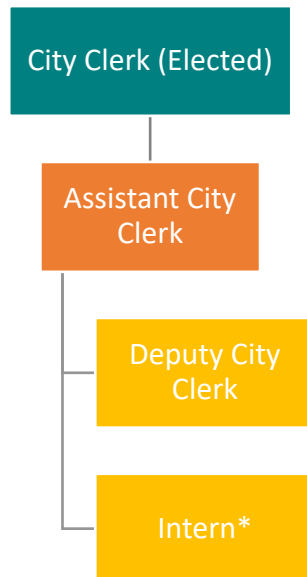 City Clerk (Elected)
Assistant City
Clerk
Deputy City
Clerk
Intern*